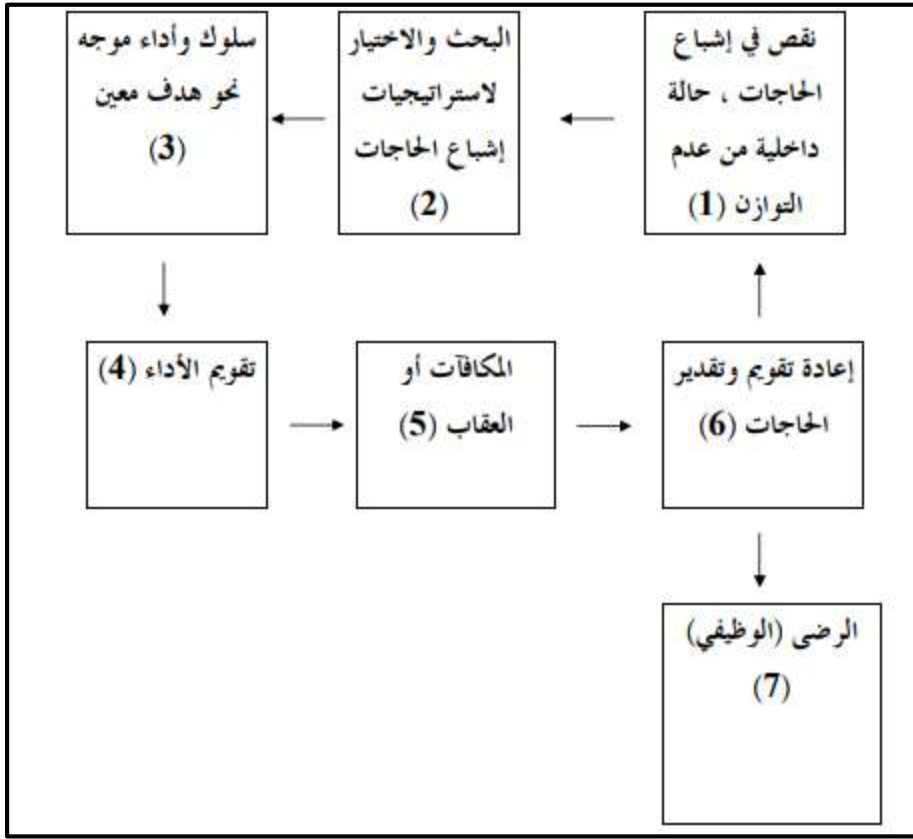 نقص في إشباع
الحاجات ، حالة
داخلية من عدم
التوازن (1)
البحث والاختيار
لاستراتيجيات
إشباع الحاجات
(2)
سلوك وأداء موجه
نحو هدف معين
(3)
تقويم الأداء (4)
المكافآت أو
العقاب (5)
إعادة تقويم وتقدير
الحاجات (6)
الرضى (الوظيفي)
(7)